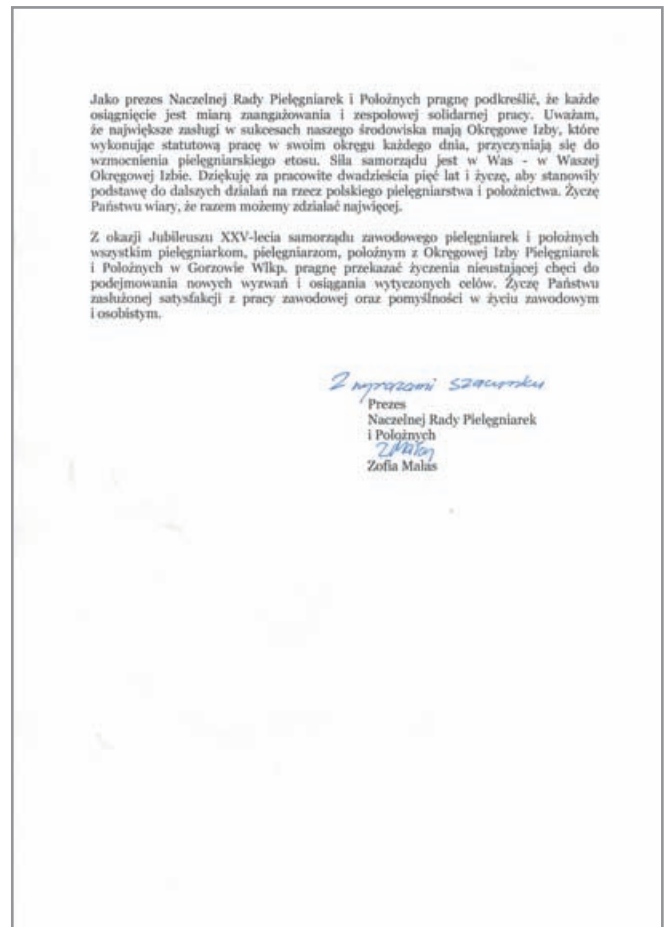 Jako prezes Naczelnej Rady Pielęgniarek i Położnych pragnę podkreślić, że każde
osiągnięcie jest miarą zaangażowania i zespołowej solidarnej pracy. Uważam,
że największe zasługi w sukcesach naszego środowiska mają Okręgowe Izby, które
wykonując statutową pracę w swoim okręgu każdego dnia, przyczyniają się do
wzmocnienia pielęgniarskiego etosu. Siła samorządu jest w Was - w Waszej
Okręgowej Izbie. Dziękuję za pracowite dwadzieścia pięć lat i życzę, aby stanowiły
podstawę do dalszych działań na rzecz polskiego pielęgniarstwa i położnictwa. Życzę
Państwu wiary, że razem możemy zdziałać najwięcej.
Z okazji Jubileuszu XXV-lecia samorządu zawodowego pielęgniarek i położnych
wszystkim pielęgniarkom, pielęgniarzom, położnym z Okręgowej Izby Pielęgniarek
i Położnych w Gorzowie Wlkp. pragnę przekazać życzenia nieustającej chęci do
podejmowania nowych wyzwań i osiągania wytyczonych celów. Życzę Państwu
zasłużonej satysfakcji z pracy zawodowej oraz pomyślności w życiu zawodowym
i osobistym.
Z wyrazami szacunku
Prezes
Naczelnej Rady Pielęgniarek
i Położnych
ZMałas
Zofia Małas